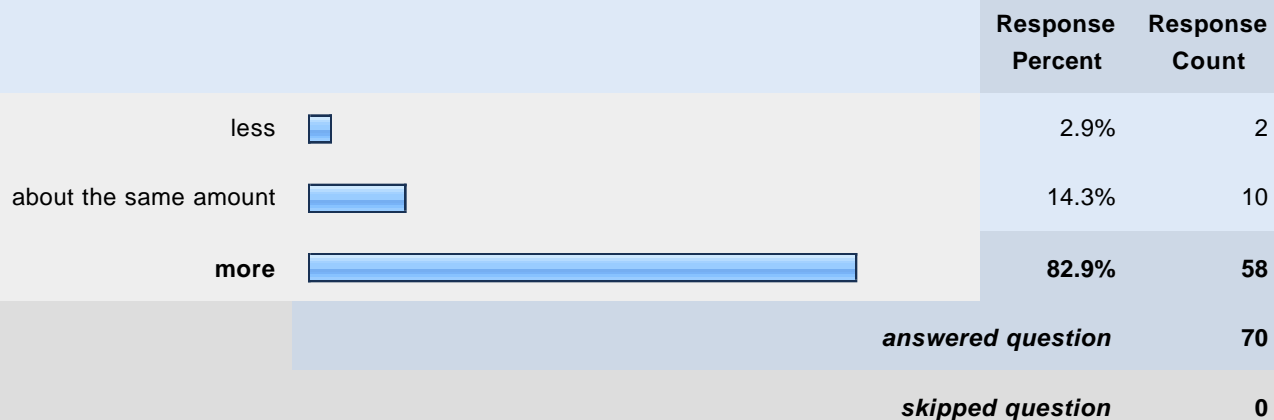 Response Percent Response Count
less 2.9% 2
about the same amount 14.3% 10
more 82.9% 58
answered question 70
skipped question 0